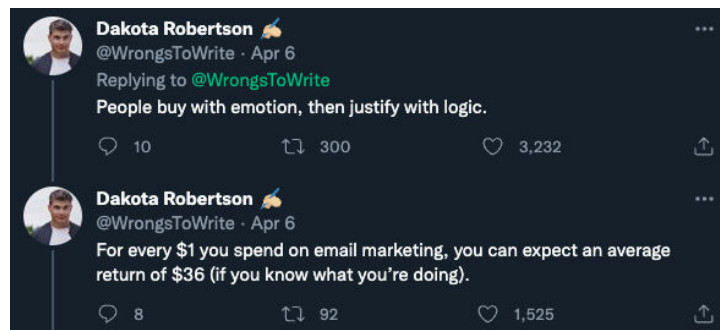 Dakota Robertson ✍🏼
@WrongsToWrite · Apr 6
Replying to @WrongsToWrite
People buy with emotion, then justify with logic.
10 300 3,232
Dakota Robertson ✍🏼
@WrongsToWrite · Apr 6
For every $1 you spend on email marketing, you can expect an average
return of $36 (if you know what you’re doing).
8 92 1,525